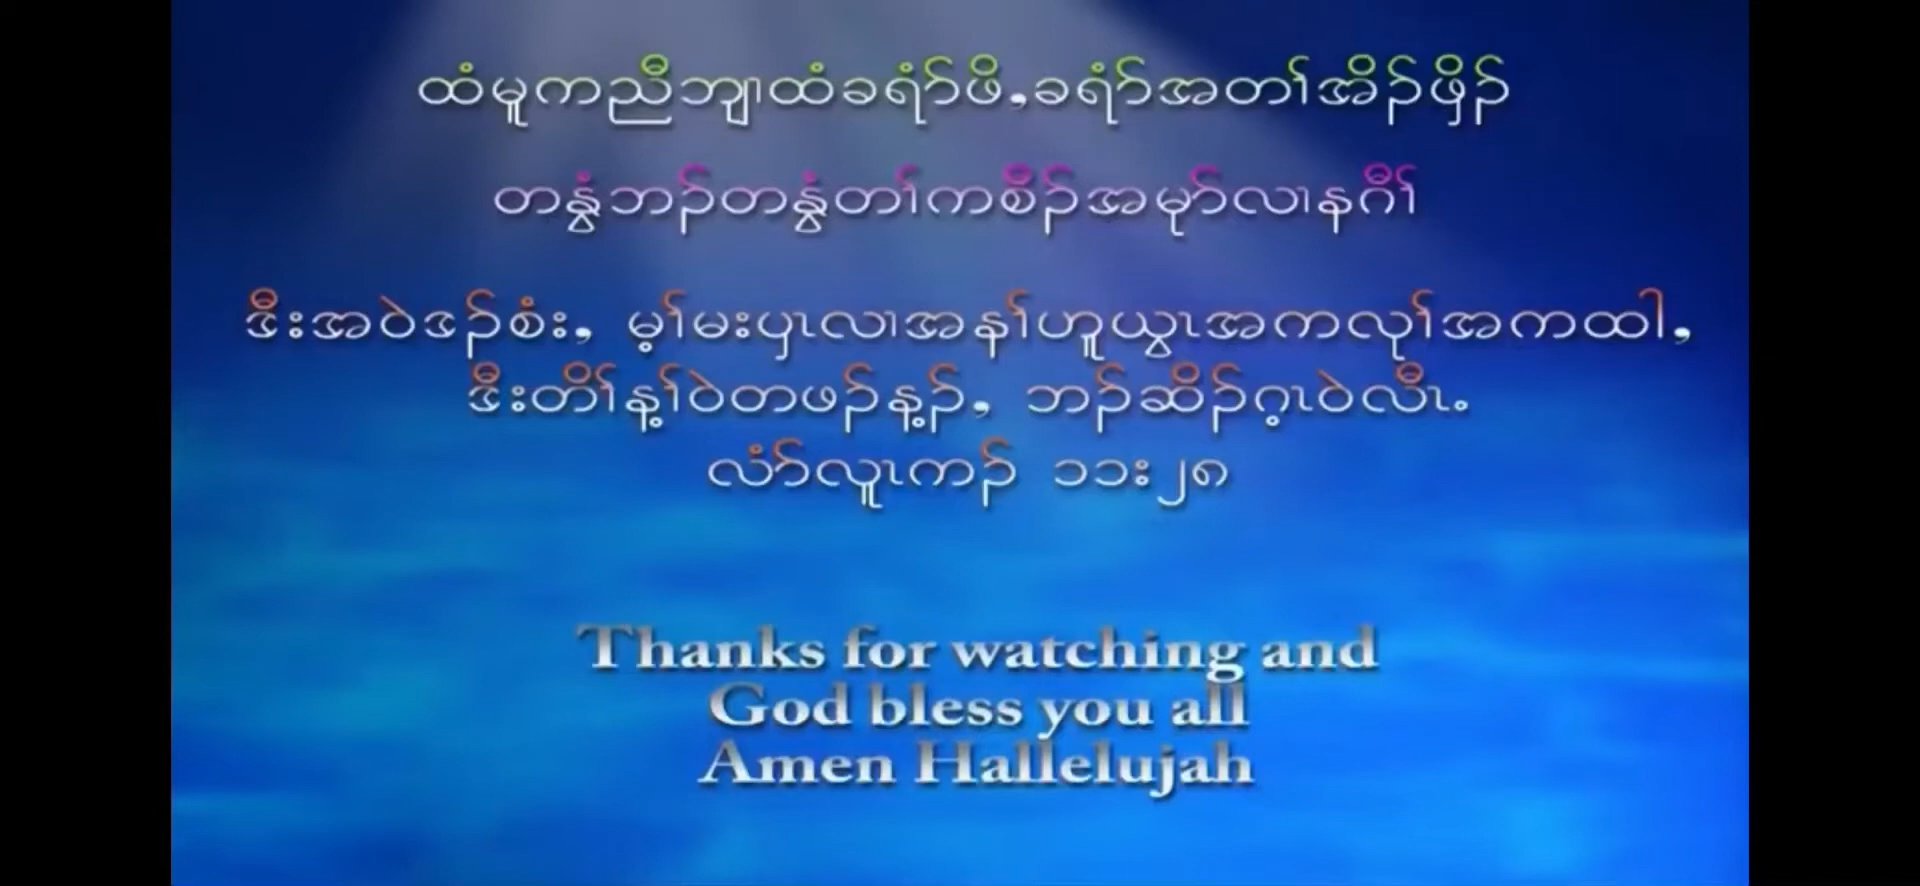 ထံမူကညီဘျၢထံခရံာ်ဖိ,ခရံာ်အတၢ်အိၣ်ဖှိၣ်
တနွံဘၣ်တနွံတၢ်ကစီၣ်အမုာ်လၢနဂီၢ်
ဒီးအဝဲဒၣ်စံး, မ့ၢ်မးပှၤလၢအနၢ်ဟူယွၤအကလုၢ်အကထါ,
ဒီးတိၢ်န့ၢ်ဝဲတဖၣ်န့ၣ်, ဘၣ်ဆိၣ်ဂ့ၤဝဲလီၤ.
လံာ်လူၤကၣ် ၁၁း၂၈
Thanks for watching and
God bless you all
Amen Hallelujah